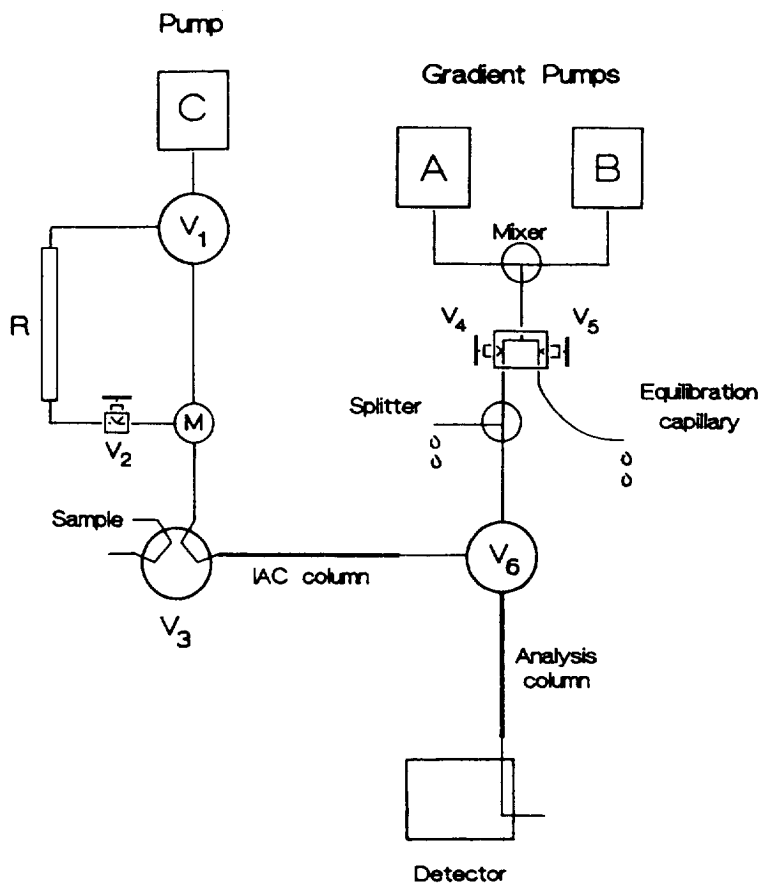 Pump
Gradient Pumps
C
A
B
V1
Mixer
V4
V5
R
Splitter
Equilibration
capillary
M
V2
Sample
V6
IAC column
V3
Analysis
column
Detector